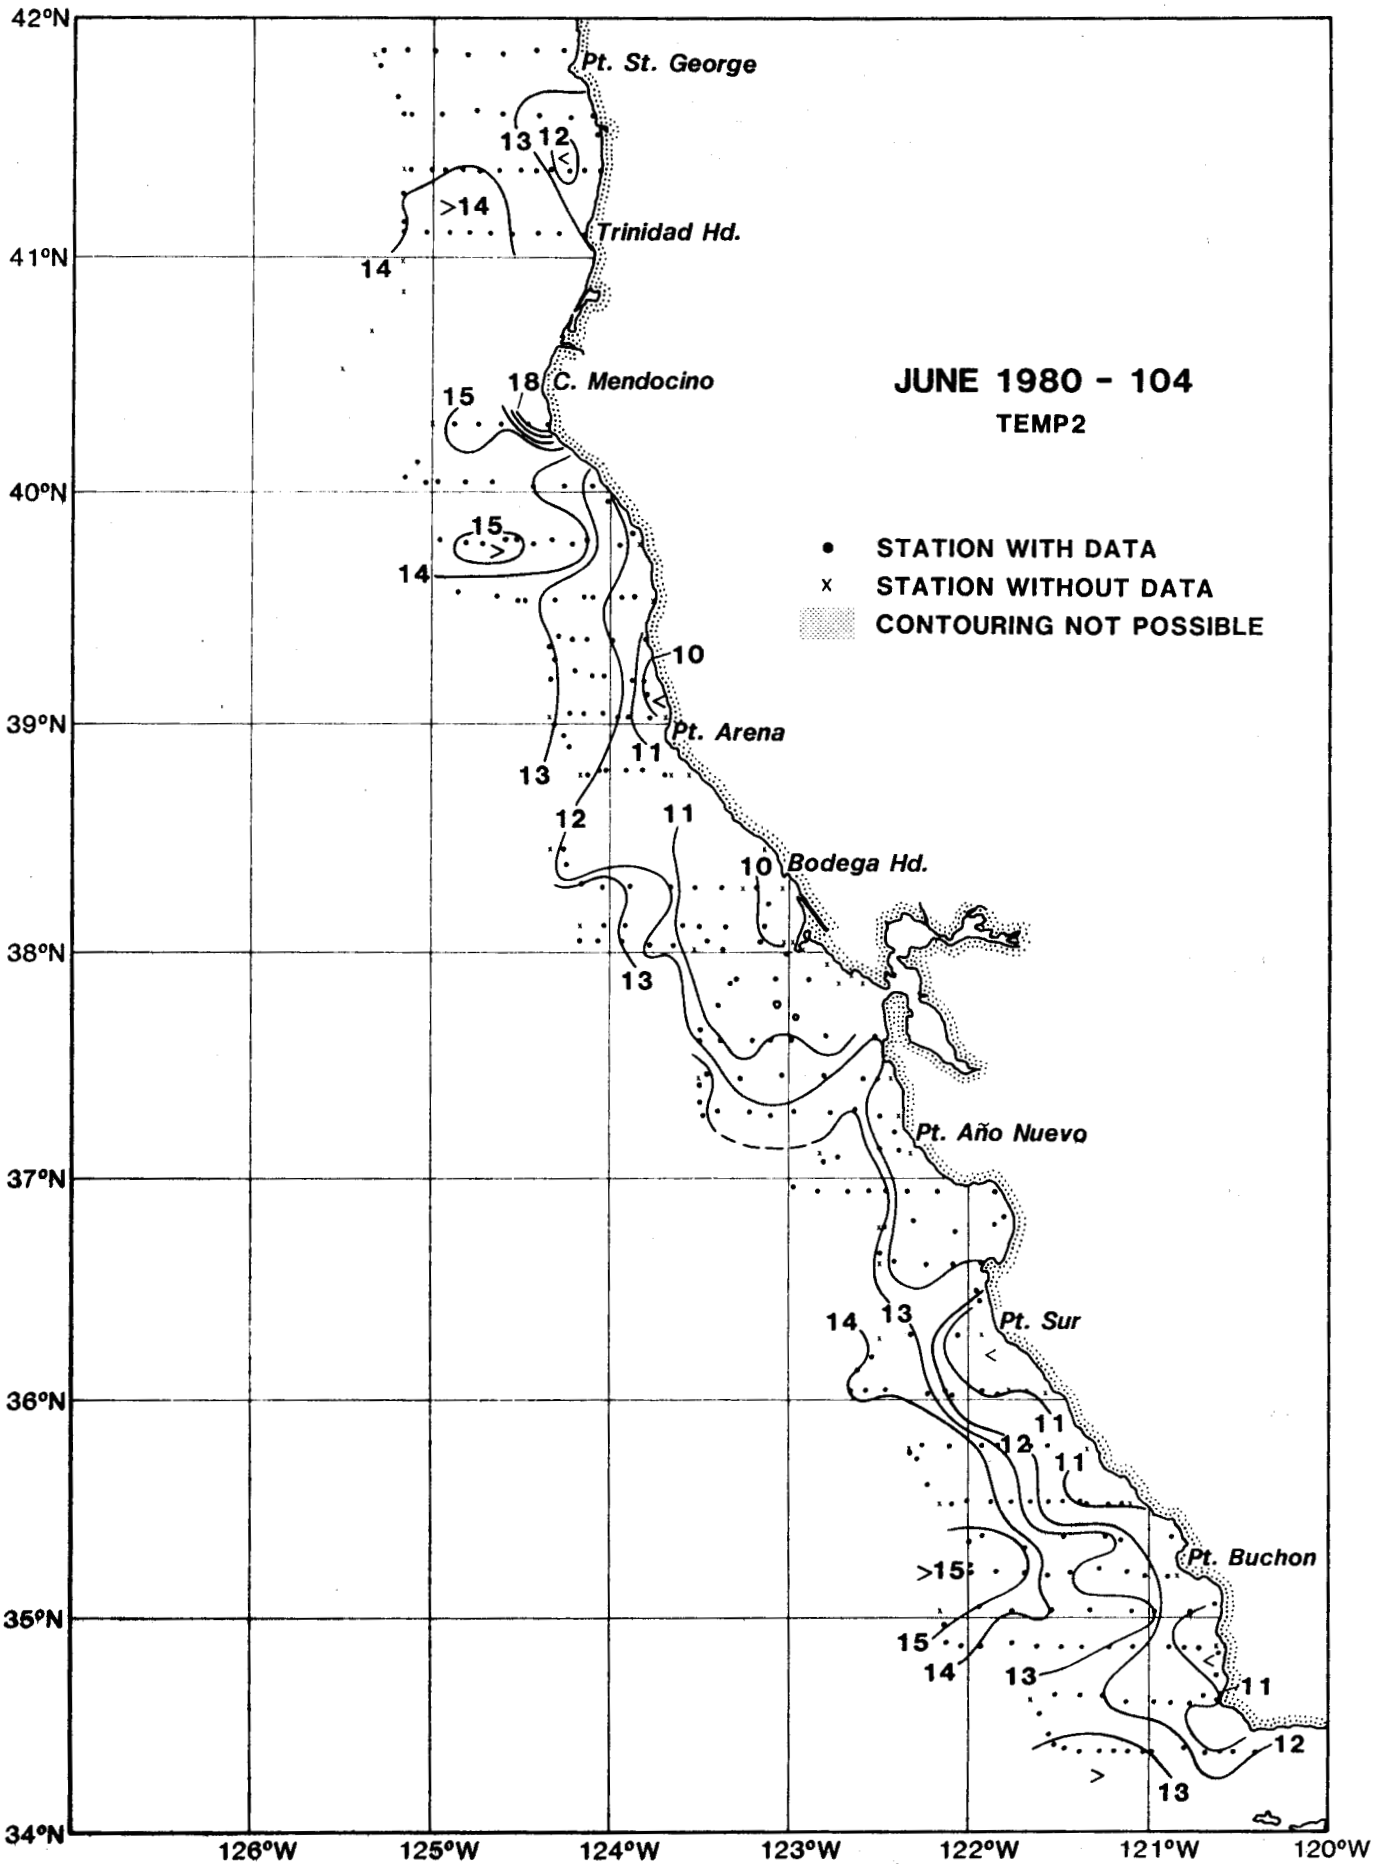 42°N
Pt. St. George
13 12
<
>14
Trinidad Hd.
41°N
14
18 C. Mendocino
15
JUNE 1980 - 104
TEMP2
40°N
15
>
14
• STATION WITH DATA
x STATION WITHOUT DATA
CONTOURING NOT POSSIBLE
10
<
39°N
Pt. Arena
11
13
12
11
10 Bodega Hd.
38°N
13
Pt. Año Nuevo
37°N
13
14
Pt. Sur
<
36°N
11
12
11
Pt. Buchon
>15
35°N
15
<
14
13
11
12
>
13
34°N
126°W
125°W
124°W
123°W
122°W
121°W
120°W